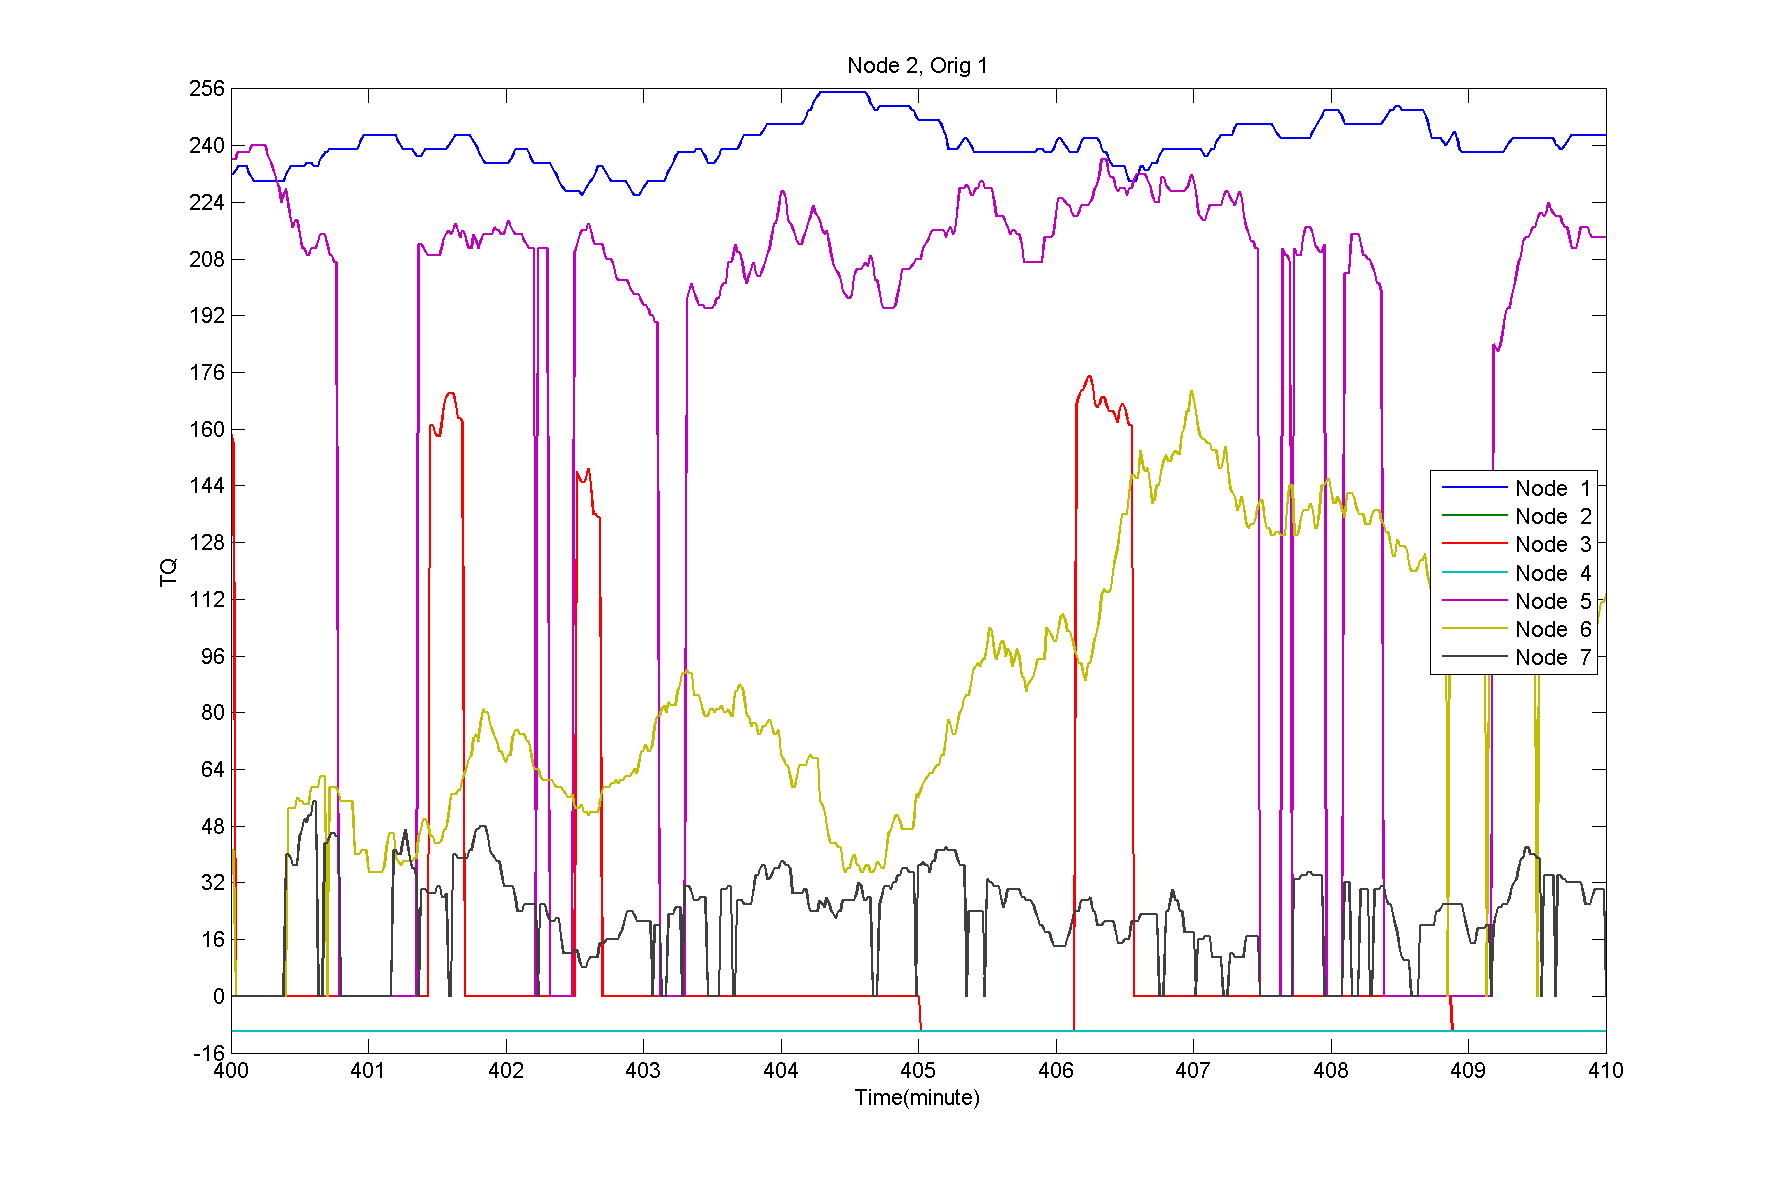 Node 2, Orig 1
256
240
224
208
192
176
160
144
128
112
96
80
64
48
32
16
0
-16
TQ
Node 1
Node 2
Node 3
Node 4
Node 5
Node 6
Node 7
400 401 402 403 404 405 406 407 408 409 410
Time(minute)